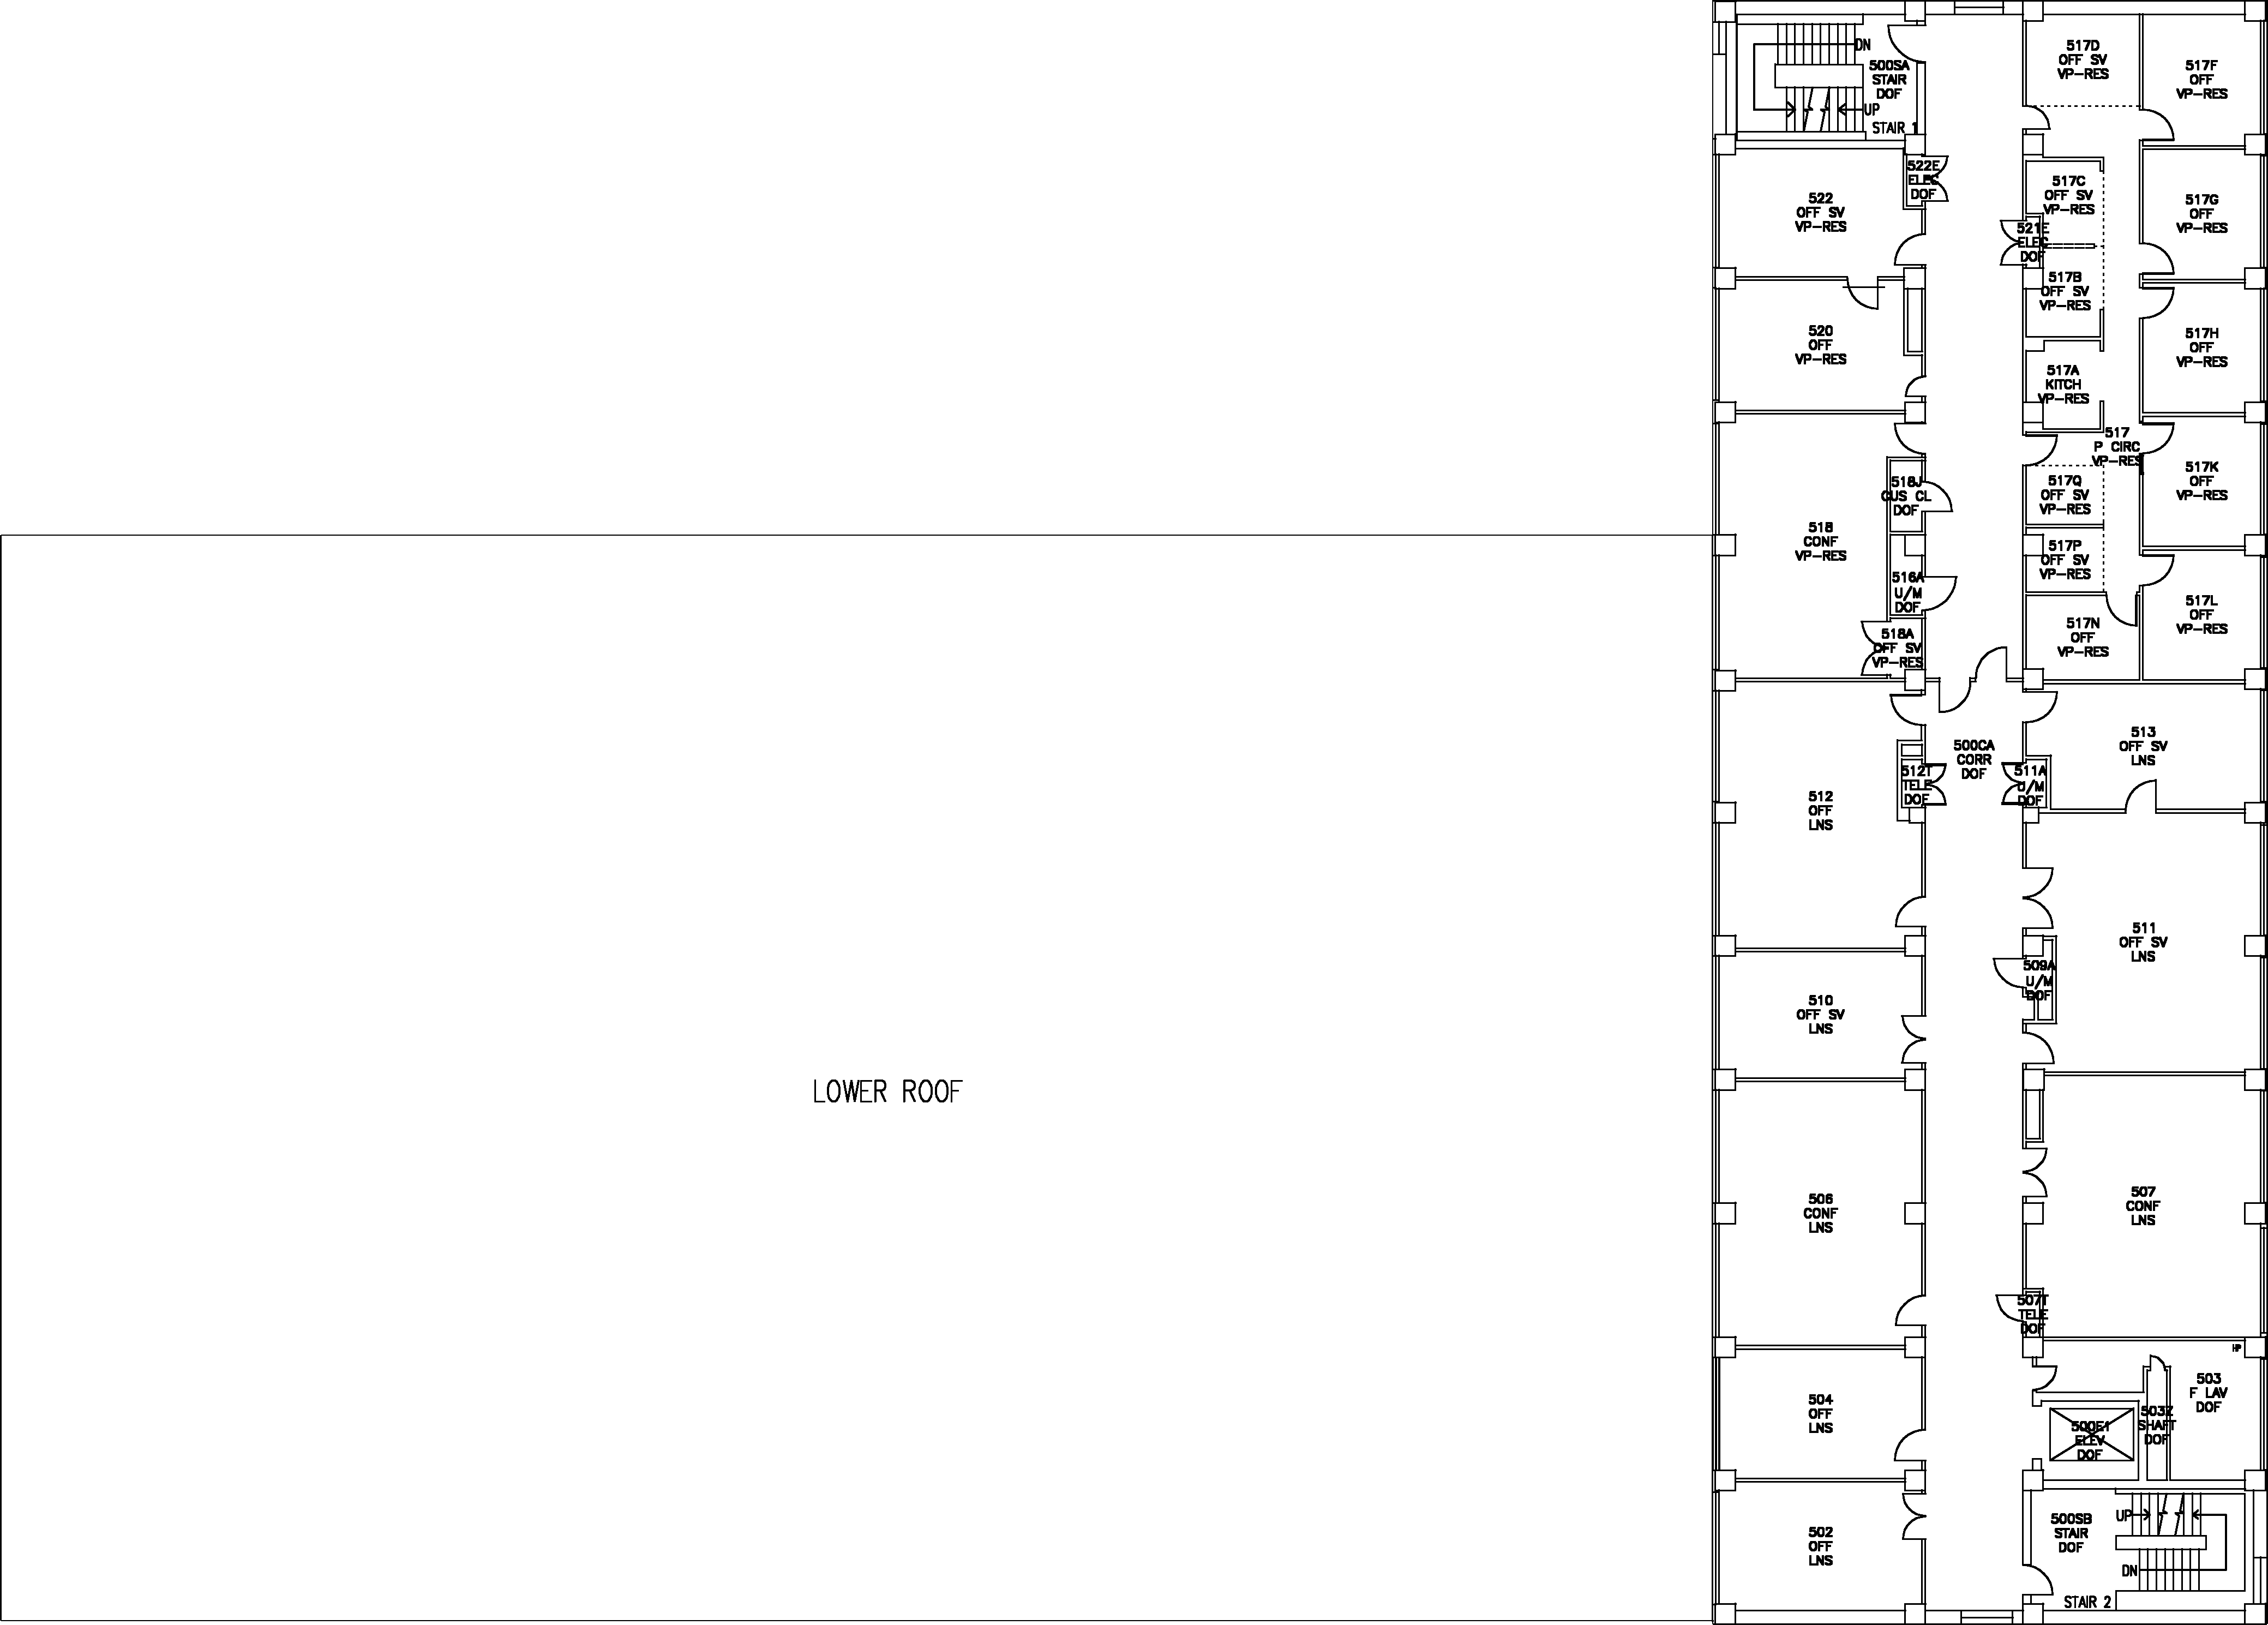 DN
500SA
STAIR
DOF
UP
STAIR 1
517D
OFF SV
VP-RES
517F
OFF
VP-RES
522E
ELEC
DOF
522
OFF SV
VP-RES
517C
OFF SV
VP-RES
517G
OFF
VP-RES
521E
ELEC
DOF
517B
OFF SV
VP-RES
520
OFF
VP-RES
517H
OFF
VP-RES
517A
KITCH
VP-RES
517
P CIRC
VP-RES
517K
OFF
VP-RES
518J
CUS CL
DOF
517Q
OFF SV
VP-RES
518
CONF
VP-RES
517P
OFF SV
VP-RES
516A
U/M
DOF
517L
OFF
VP-RES
518A
OFF SV
VP-RES
517N
OFF
VP-RES
500CA
CORR
DOF
513
OFF SV
LNS
512T
TELE
DOF
511A
U/M
DOF
512
OFF
LNS
511
OFF SV
LNS
509A
U/M
DOF
510
OFF SV
LNS
LOWER ROOF
506
CONF
LNS
507
CONF
LNS
507T
TELE
DOF
HP
503
F LAV
DOF
504
OFF
LNS
503Z
SHAFT
DOF
500E1
ELEV
DOF
502
OFF
LNS
500SB
STAIR
DOF
UP
DN
STAIR 2